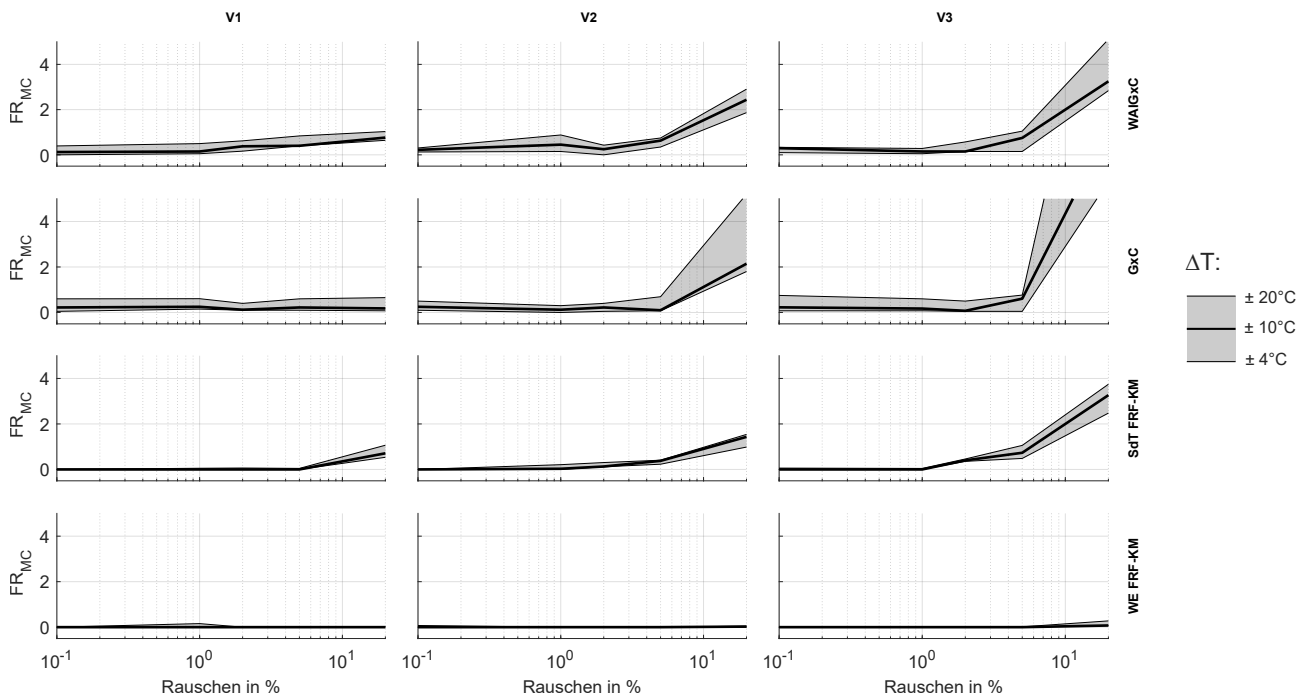 V1 V2 V3
FR_MC 4 2 0 WAIGxC
FR_MC 4 2 0 GxC
ΔT:
± 20°C
± 10°C
± 4°C
FR_MC 4 2 0 SdT FRF-KM
FR_MC 4 2 0 WE FRF-KM
10^-1 10^0 10^1 10^-1 10^0 10^1 10^-1 10^0 10^1
Rauschen in % Rauschen in % Rauschen in %